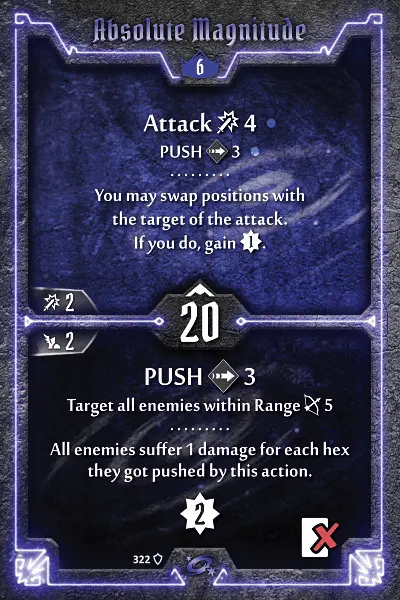 Absolute Magnitude
6
Attack 4
PUSH 3
You may swap positions with
the target of the attack.
If you do, gain 1.
2
20
2
PUSH 3
Target all enemies within Range 5
All enemies suffer 1 damage for each hex
they got pushed by this action.
2
322